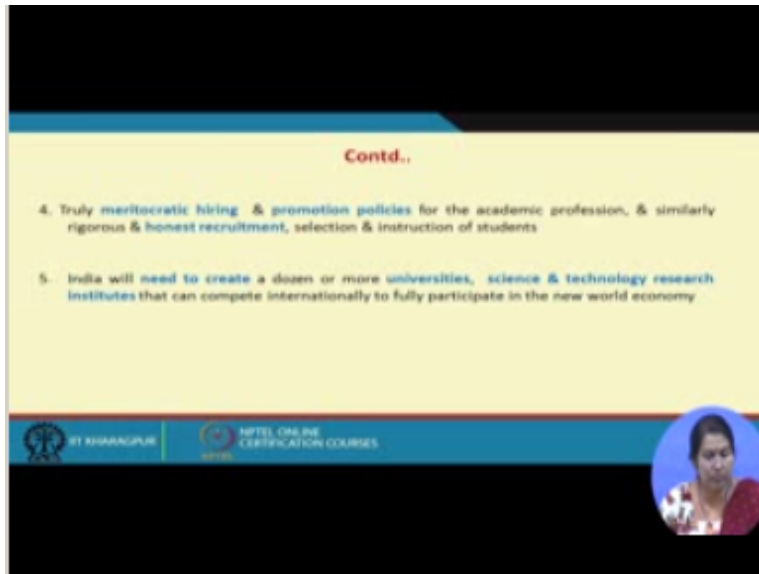 Contd..
4. Truly meritocratic hiring & promotion policies for the academic profession, & similarly
rigorous & honest recruitment, selection & instruction of students
5. India will need to create a dozen or more universities, science & technology research
institutes that can compete internationally to fully participate in the new world economy
IIT KHARAGPUR
NPTEL
NPTEL ONLINE
CERTIFICATION COURSES